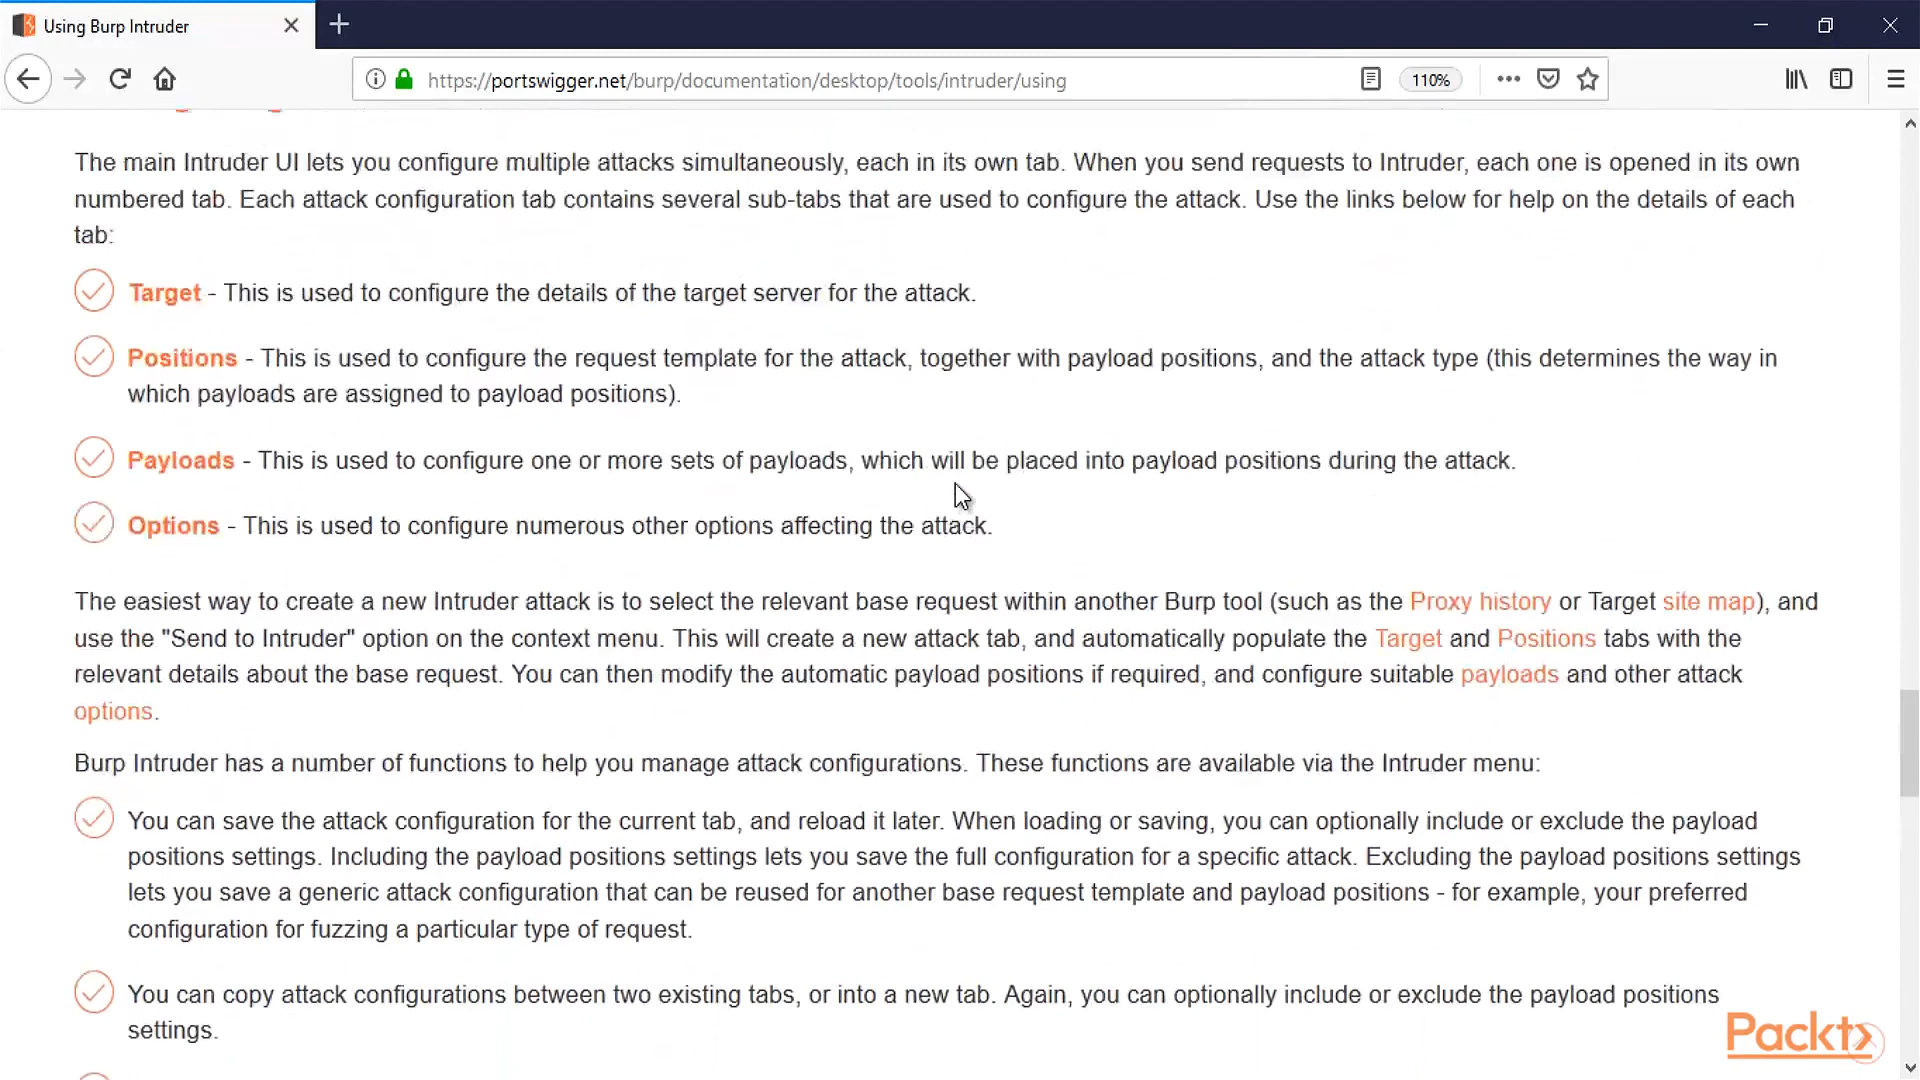 Using Burp Intruder
https://portswigger.net/burp/documentation/desktop/tools/intruder/using
110%
The main Intruder UI lets you configure multiple attacks simultaneously, each in its own tab. When you send requests to Intruder, each one is opened in its own
numbered tab. Each attack configuration tab contains several sub-tabs that are used to configure the attack. Use the links below for help on the details of each
tab:
Target - This is used to configure the details of the target server for the attack.
Positions - This is used to configure the request template for the attack, together with payload positions, and the attack type (this determines the way in
which payloads are assigned to payload positions).
Payloads - This is used to configure one or more sets of payloads, which will be placed into payload positions during the attack.
Options - This is used to configure numerous other options affecting the attack.
The easiest way to create a new Intruder attack is to select the relevant base request within another Burp tool (such as the Proxy history or Target site map), and
use the "Send to Intruder" option on the context menu. This will create a new attack tab, and automatically populate the Target and Positions tabs with the
relevant details about the base request. You can then modify the automatic payload positions if required, and configure suitable payloads and other attack
options.
Burp Intruder has a number of functions to help you manage attack configurations. These functions are available via the Intruder menu:
You can save the attack configuration for the current tab, and reload it later. When loading or saving, you can optionally include or exclude the payload
positions settings. Including the payload positions settings lets you save the full configuration for a specific attack. Excluding the payload positions settings
lets you save a generic attack configuration that can be reused for another base request template and payload positions - for example, your preferred
configuration for fuzzing a particular type of request.
You can copy attack configurations between two existing tabs, or into a new tab. Again, you can optionally include or exclude the payload positions
settings.
Packt